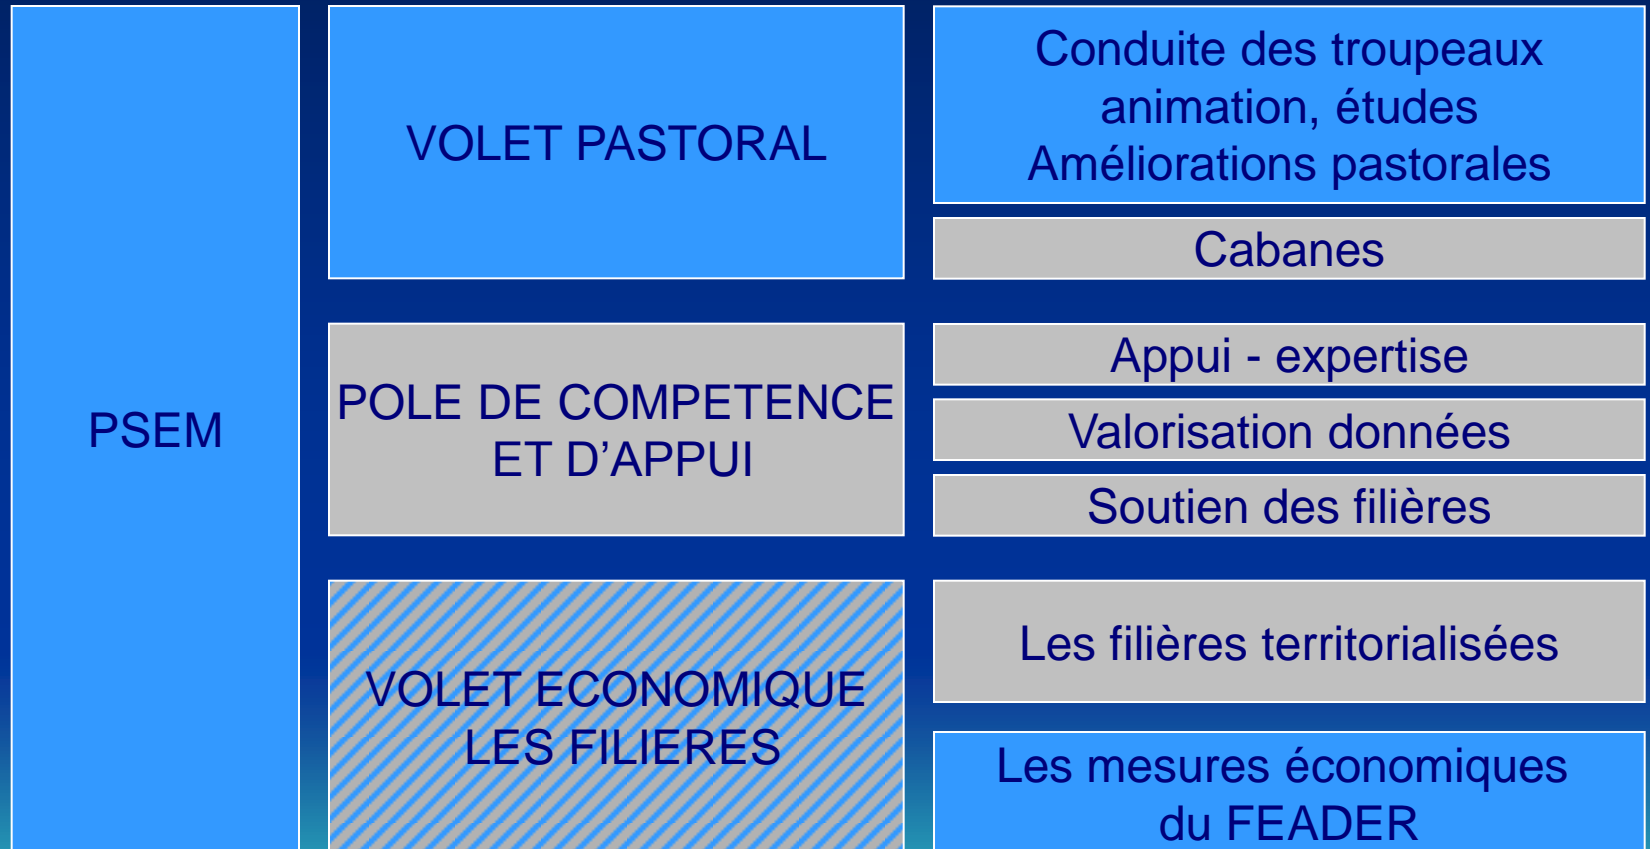 PSEM
VOLET PASTORAL
Conduite des troupeaux
animation, études
Améliorations pastorales
Cabanes
POLE DE COMPETENCE
ET D’APPUI
Appui - expertise
Valorisation données
Soutien des filières
VOLET ECONOMIQUE
LES FILIERES
Les filières territorialisées
Les mesures économiques
du FEADER